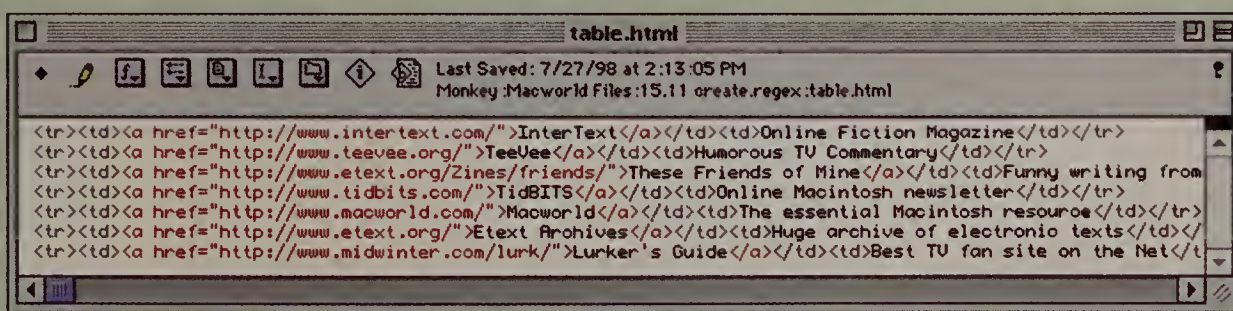 table.html
Last Saved: 7/27/98 at 2:13:05 PM
Monkey:Macworld Files:15.11 create.regex:table.html
<tr><td><a href="http://www.intertext.com/">InterText</a></td><td>Online Fiction Magazine</td></tr>
<tr><td><a href="http://www.teevee.org/">TeeVee</a></td><td>Humorous TV Commentary</td></tr>
<tr><td><a href="http://www.etext.org/Zines/friends/">These Friends of Mine</a></td><td>Funny writing from
<tr><td><a href="http://www.tidbits.com/">TidBITS</a></td><td>Online Macintosh newsletter</td></tr>
<tr><td><a href="http://www.macworld.com/">Macworld</a></td><td>The essential Macintosh resource</td></tr>
<tr><td><a href="http://www.etext.org/">Etext Archives</a></td><td>Huge archive of electronic texts</td></
<tr><td><a href="http://www.midwinter.com/lurk/">Lurker's Guide</a></td><td>Best TV fan site on the Net</t